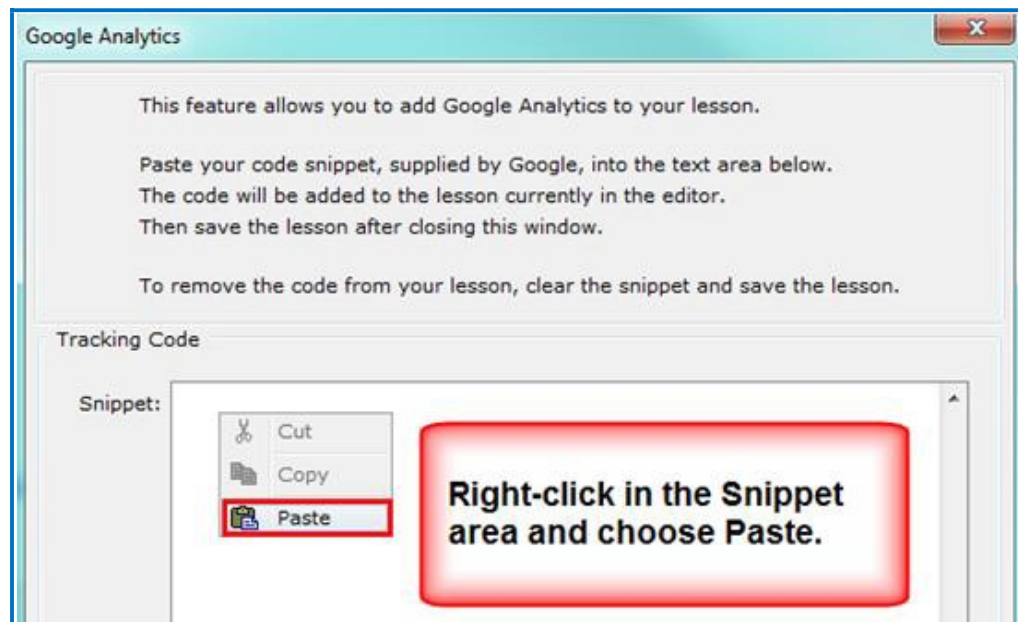 Google Analytics
This feature allows you to add Google Analytics to your lesson.
Paste your code snippet, supplied by Google, into the text area below.
The code will be added to the lesson currently in the editor.
Then save the lesson after closing this window.
To remove the code from your lesson, clear the snippet and save the lesson.
Tracking Code
Snippet:
Cut
Copy
Paste
Right-click in the Snippet
area and choose Paste.